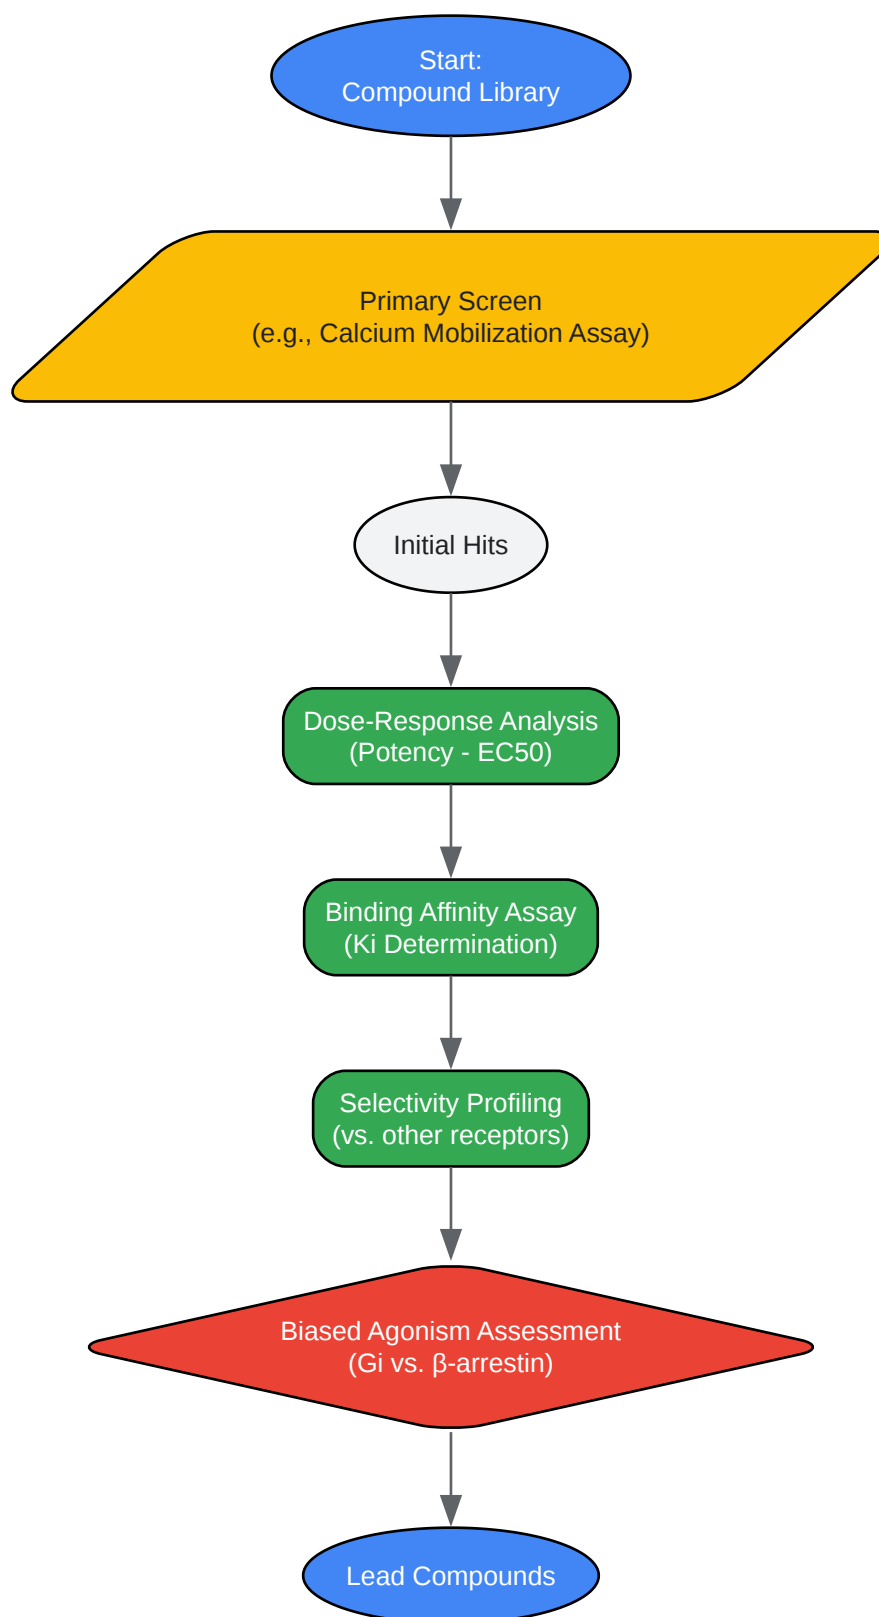 Start:
Compound Library
Primary Screen
(e.g., Calcium Mobilization Assay)
Initial Hits
Dose-Response Analysis
(Potency - EC50)
Binding Affinity Assay
(Ki Determination)
Selectivity Profiling
(vs. other receptors)
Biased Agonism Assessment
(Gi vs. β-arrestin)
Lead Compounds